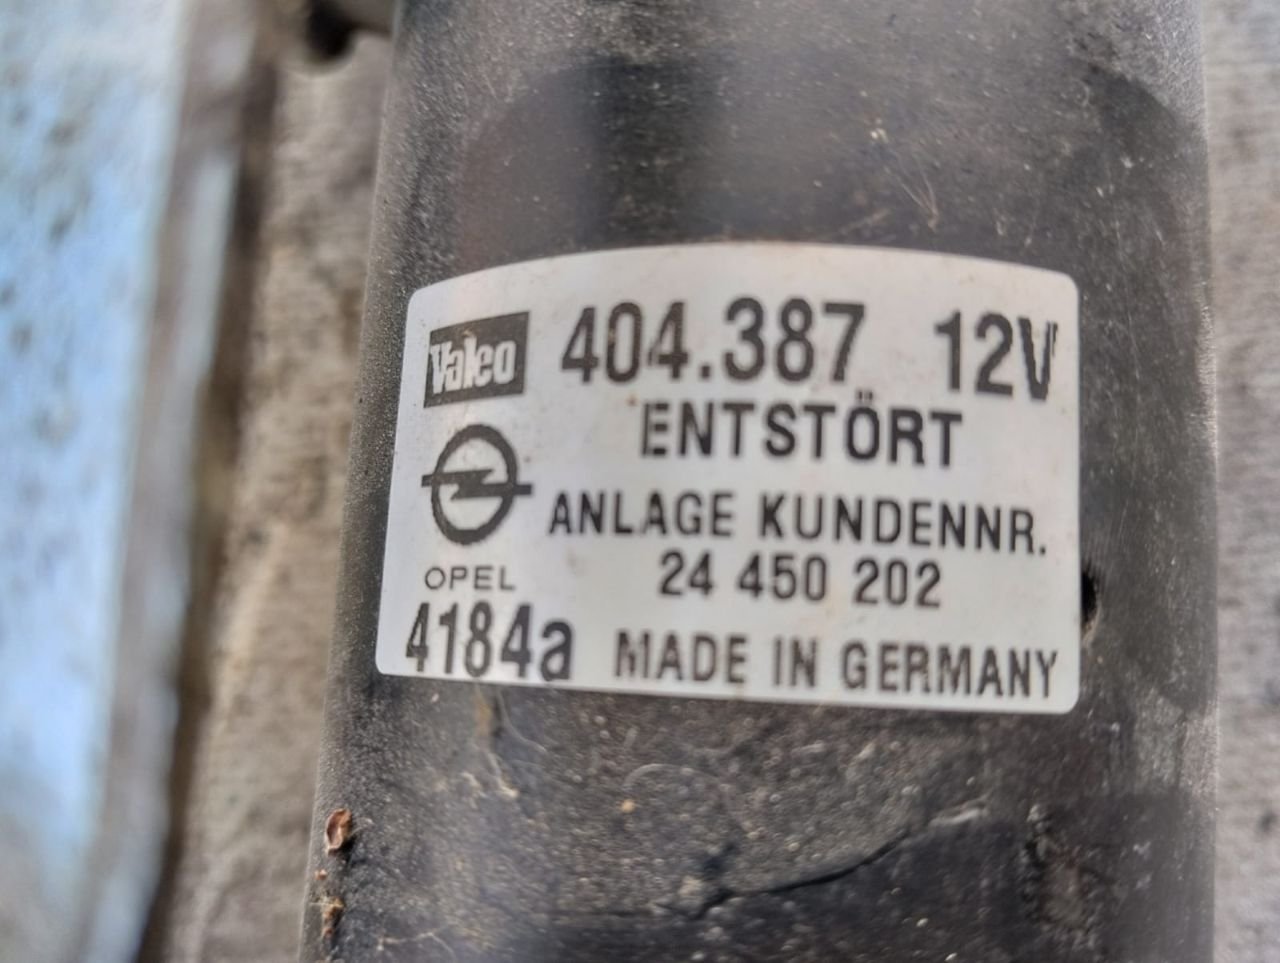 Valeo 404.387 12V
ENTSTÖRT
ANLAGE KUNDENNR.
OPEL 24 450 202
4184a MADE IN GERMANY